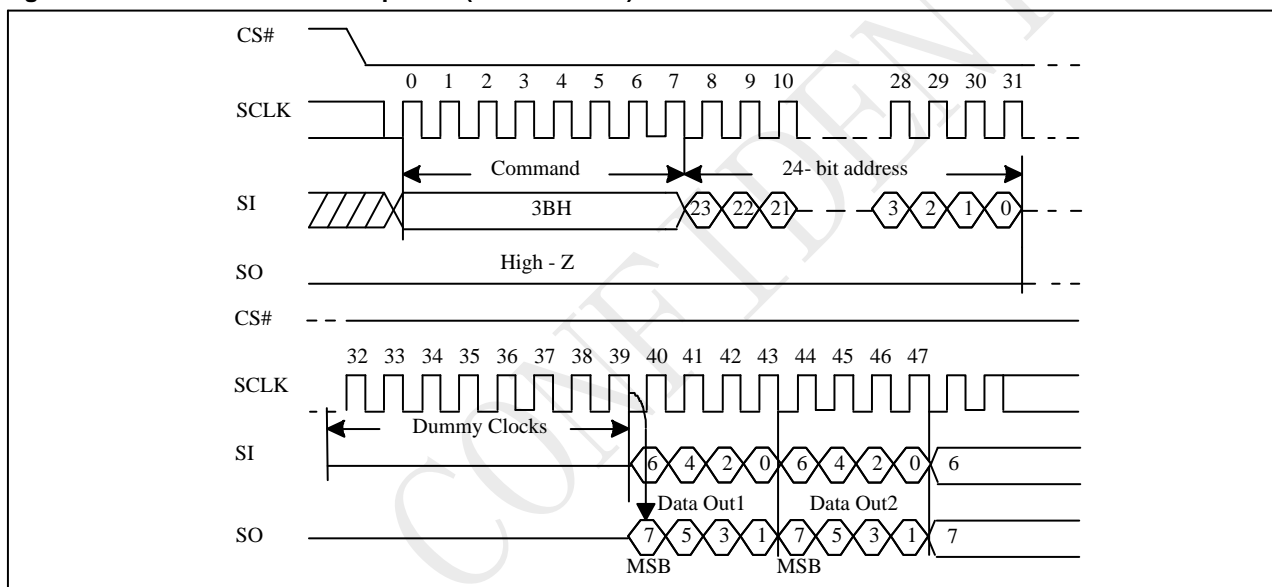 CS#
0 1 2 3 4 5 6 7 8 9 10 28 29 30 31
SCLK
Command 24- bit address
SI 3BH 23 22 21 3 2 1 0
High - Z
SO
CS#
32 33 34 35 36 37 38 39 40 41 42 43 44 45 46 47
SCLK
Dummy Clocks
SI 6 4 2 0 6 4 2 0 6
Data Out1 Data Out2
SO 7 5 3 1 7 5 3 1 7
MSB MSB